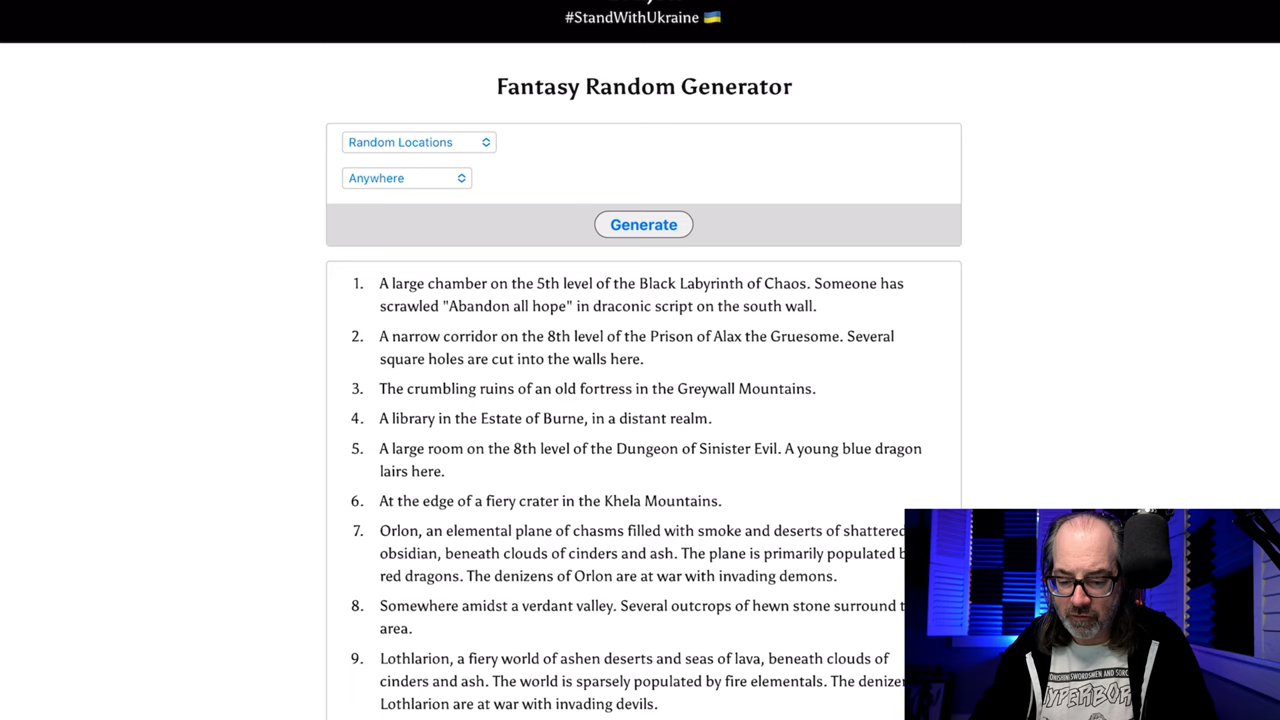 #StandWithUkraine 🇺🇦
Fantasy Random Generator
Random Locations
Anywhere
Generate
1. A large chamber on the 5th level of the Black Labyrinth of Chaos. Someone has
scrawled "Abandon all hope" in draconic script on the south wall.
2. A narrow corridor on the 8th level of the Prison of Alax the Gruesome. Several
square holes are cut into the walls here.
3. The crumbling ruins of an old fortress in the Greywall Mountains.
4. A library in the Estate of Burne, in a distant realm.
5. A large room on the 8th level of the Dungeon of Sinister Evil. A young blue dragon
lairs here.
6. At the edge of a fiery crater in the Khela Mountains.
7. Orlon, an elemental plane of chasms filled with smoke and deserts of shattered
obsidian, beneath clouds of cinders and ash. The plane is primarily populated
red dragons. The denizens of Orlon are at war with invading demons.
8. Somewhere amidst a verdant valley. Several outcrops of hewn stone surround
area.
9. Lothlarion, a fiery world of ashen deserts and seas of lava, beneath clouds of
cinders and ash. The world is sparsely populated by fire elementals. The
Lothlarion are at war with invading devils.